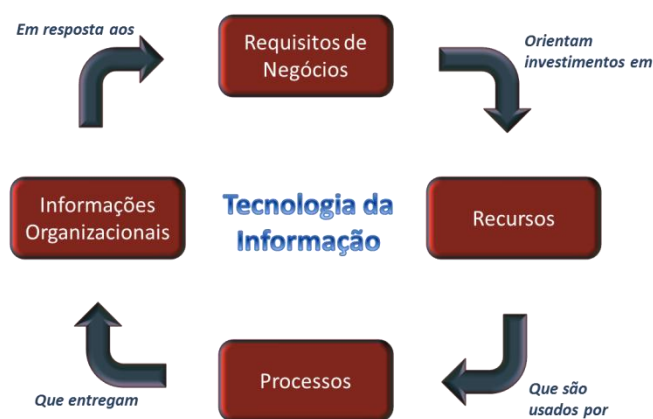 Em resposta aos
Requisitos de
Negócios
Orientam
investimentos em
Informações
Organizacionais
Tecnologia da
Informação
Recursos
Processos
Que entregam
Que são
usados por